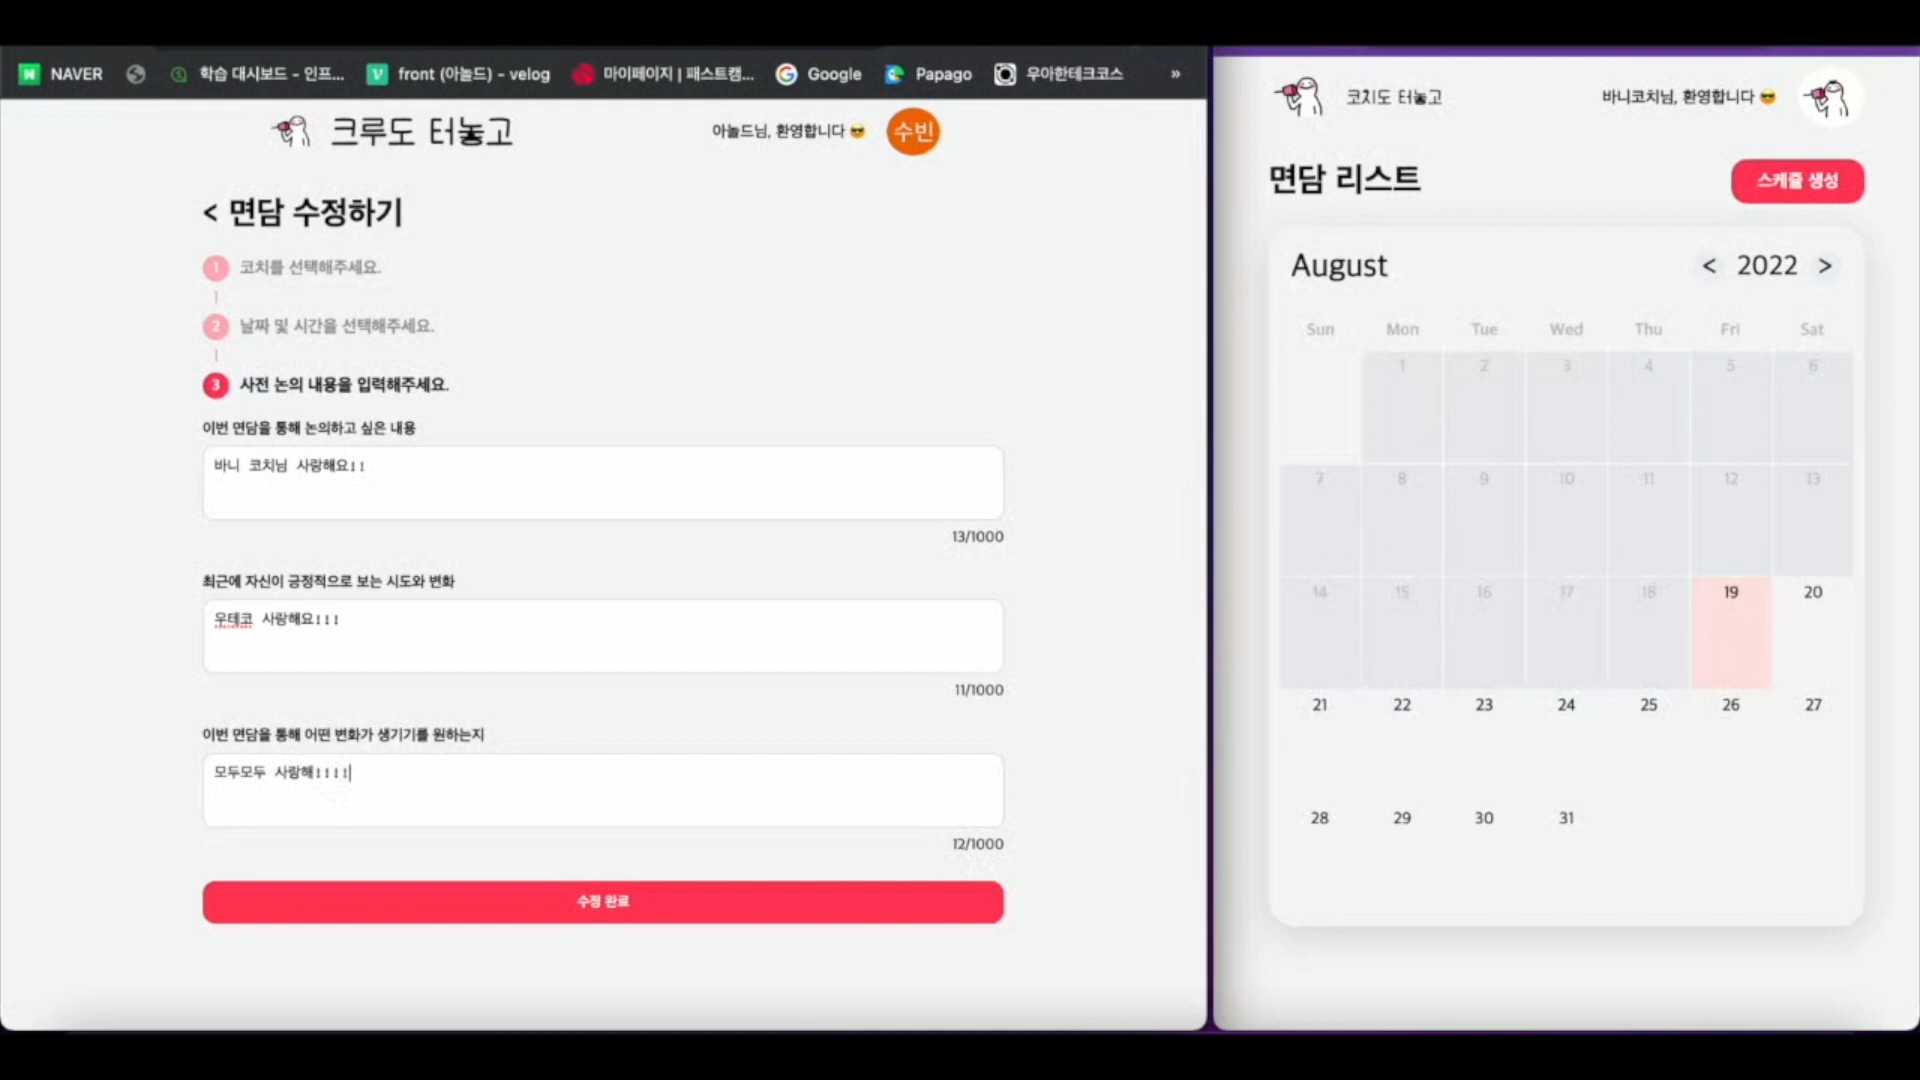 NAVER
학습 대시보드 - 인프...
front (아놀드) - velog
마이페이지 | 패스트캠...
Google
Papago
우아한테크코스
»
크루도 터놓고
아놀드님, 환영합니다 😎
수빈
< 면담 수정하기
1 코치를 선택해주세요.
2 날짜 및 시간을 선택해주세요.
3 사전 논의 내용을 입력해주세요.
이번 면담을 통해 논의하고 싶은 내용
바니 코치님 사랑해요!!
13/1000
최근에 자신이 긍정적으로 보는 시도와 변화
우테코 사랑해요!!!
11/1000
이번 면담을 통해 어떤 변화가 생기기를 원하는지
모두모두 사랑해!!!!
12/1000
수정 완료
코치도 터놓고
바니코치님, 환영합니다 😎
면담 리스트
스케줄 생성
August
< 2022 >
Sun Mon Tue Wed Thu Fri Sat
1 2 3 4 5 6
7 8 9 10 11 12 13
14 15 16 17 18 19 20
21 22 23 24 25 26 27
28 29 30 31